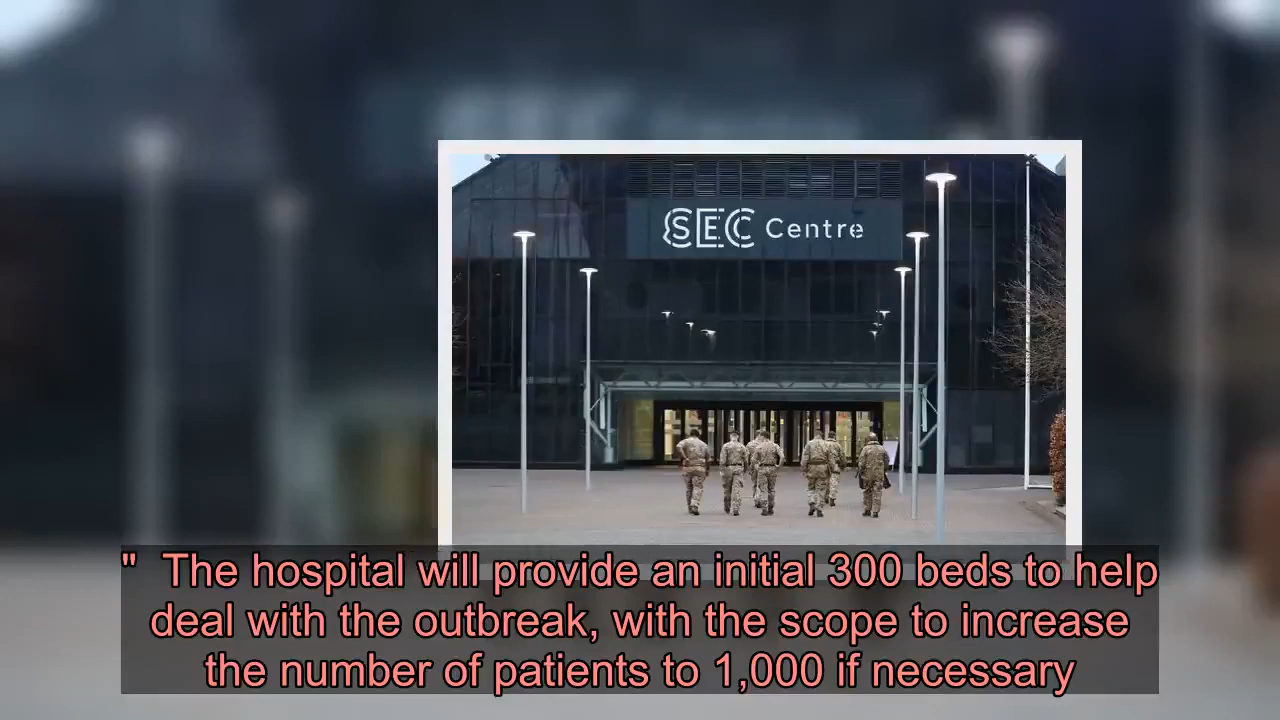 SEC Centre
" The hospital will provide an initial 300 beds to help
deal with the outbreak, with the scope to increase
the number of patients to 1,000 if necessary